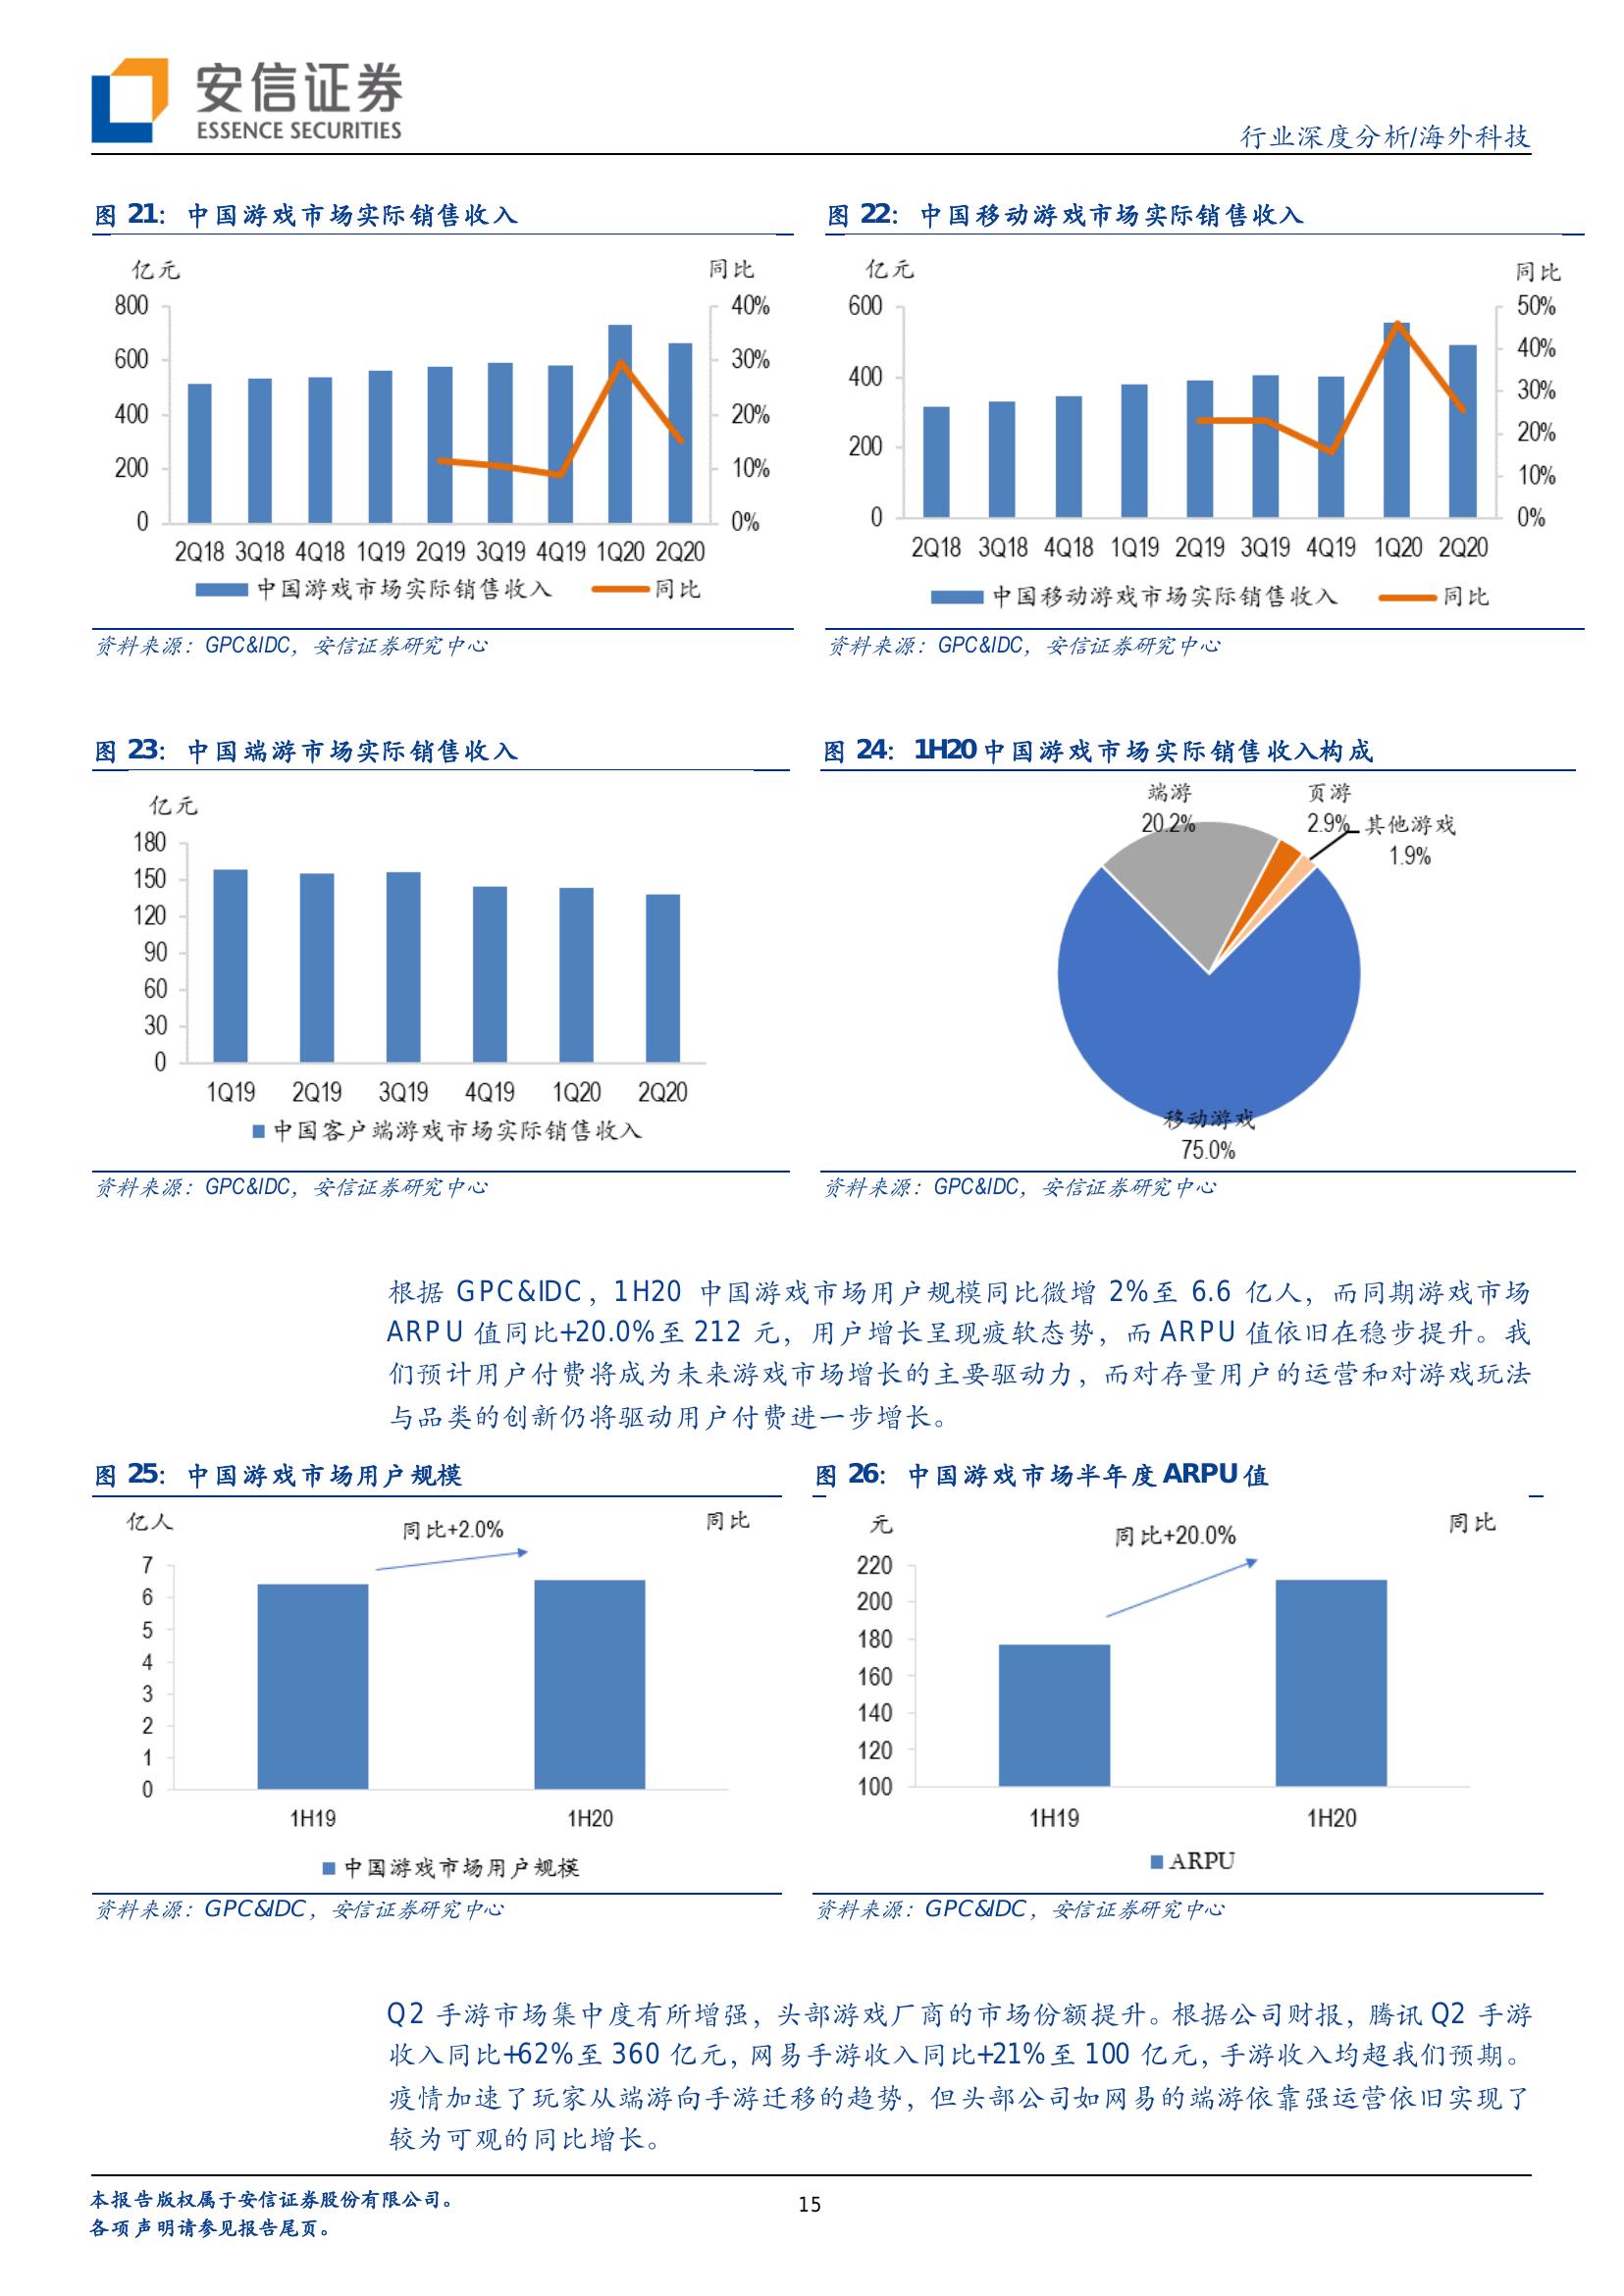 安信证券
ESSENCE SECURITIES
行业深度分析/海外科技
图 21：中国游戏市场实际销售收入
亿元 同比
800 40%
600 30%
400 20%
200 10%
0 0%
2Q18 3Q18 4Q18 1Q19 2Q19 3Q19 4Q19 1Q20 2Q20
中国游戏市场实际销售收入 同比
资料来源：GPC&IDC，安信证券研究中心
图 22：中国移动游戏市场实际销售收入
亿元 同比
600 50%
40%
400 30%
200 20%
10%
0 0%
2Q18 3Q18 4Q18 1Q19 2Q19 3Q19 4Q19 1Q20 2Q20
中国移动游戏市场实际销售收入 同比
资料来源：GPC&IDC，安信证券研究中心
图 23：中国端游市场实际销售收入
亿元
180
150
120
90
60
30
0
1Q19 2Q19 3Q19 4Q19 1Q20 2Q20
中国客户端游戏市场实际销售收入
资料来源：GPC&IDC，安信证券研究中心
图 24：1H20 中国游戏市场实际销售收入构成
端游 页游
20.2% 2.9% 其他游戏
1.9%
移动游戏
75.0%
资料来源：GPC&IDC，安信证券研究中心
根据 GPC&IDC，1H20 中国游戏市场用户规模同比微增 2%至 6.6 亿人，而同期游戏市场
ARPU 值同比+20.0%至 212 元，用户增长呈现疲软态势，而 ARPU 值依旧在稳步提升。我
们预计用户付费将成为未来游戏市场增长的主要驱动力，而对存量用户的运营和对游戏玩法
与品类的创新仍将驱动用户付费进一步增长。
图 25：中国游戏市场用户规模
亿人 同比+2.0% 同比
7
6
5
4
3
2
1
0
1H19 1H20
中国游戏市场用户规模
资料来源：GPC&IDC，安信证券研究中心
图 26：中国游戏市场半年度 ARPU 值
元 同比+20.0% 同比
220
200
180
160
140
120
100
1H19 1H20
ARPU
资料来源：GPC&IDC，安信证券研究中心
Q2 手游市场集中度有所增强，头部游戏厂商的市场份额提升。根据公司财报，腾讯 Q2 手游
收入同比+62%至 360 亿元，网易手游收入同比+21%至 100 亿元，手游收入均超我们预期。
疫情加速了玩家从端游向手游迁移的趋势，但头部公司如网易的端游依靠强运营依旧实现了
较为可观的同比增长。
本报告版权属于安信证券股份有限公司。
各项声明请参见报告尾页。
15